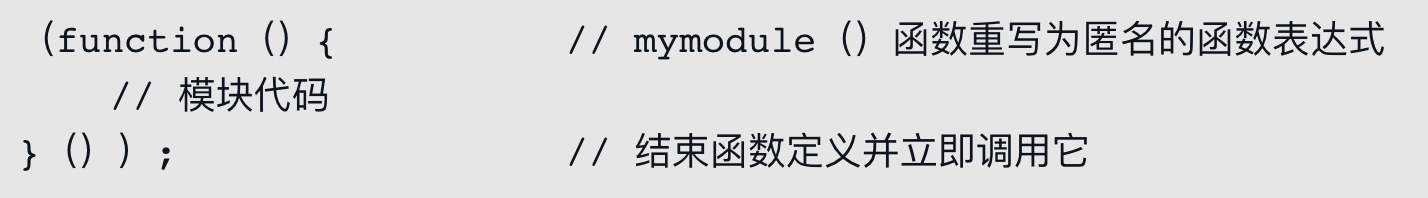 (function () {    // mymodule () 函数重写为匿名的函数表达式
// 模块代码
} () ) ;    // 结束函数定义并立即调用它